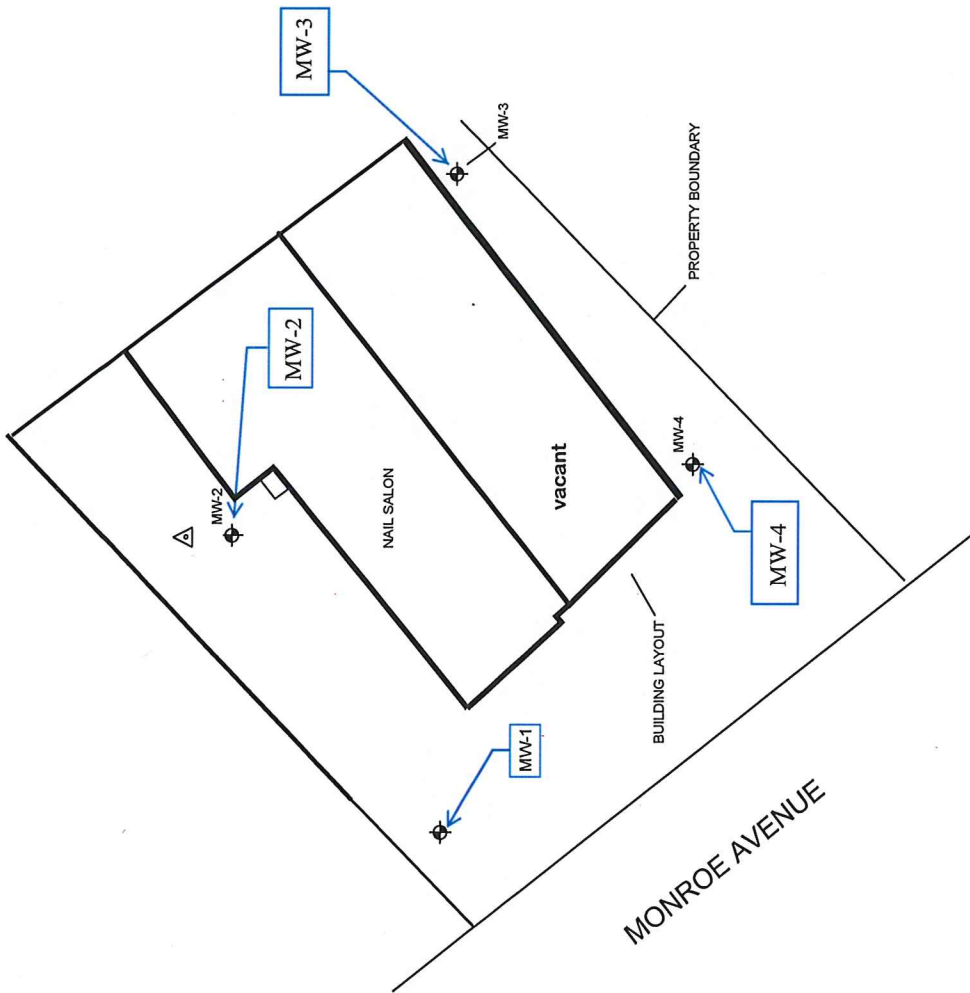 MW-3
MW-3
MW-2
MW-2
PROPERTY BOUNDARY
NAIL SALON
vacant
MW-4
MW-4
BUILDING LAYOUT
MW-1
MONROE AVENUE